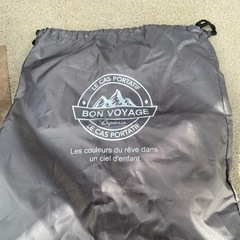 LE CAS PORTATIF
BON VOYAGE
Explorer
LE CAS PORTATIF
Les couleurs du rêve dans
un ciel d'enfant